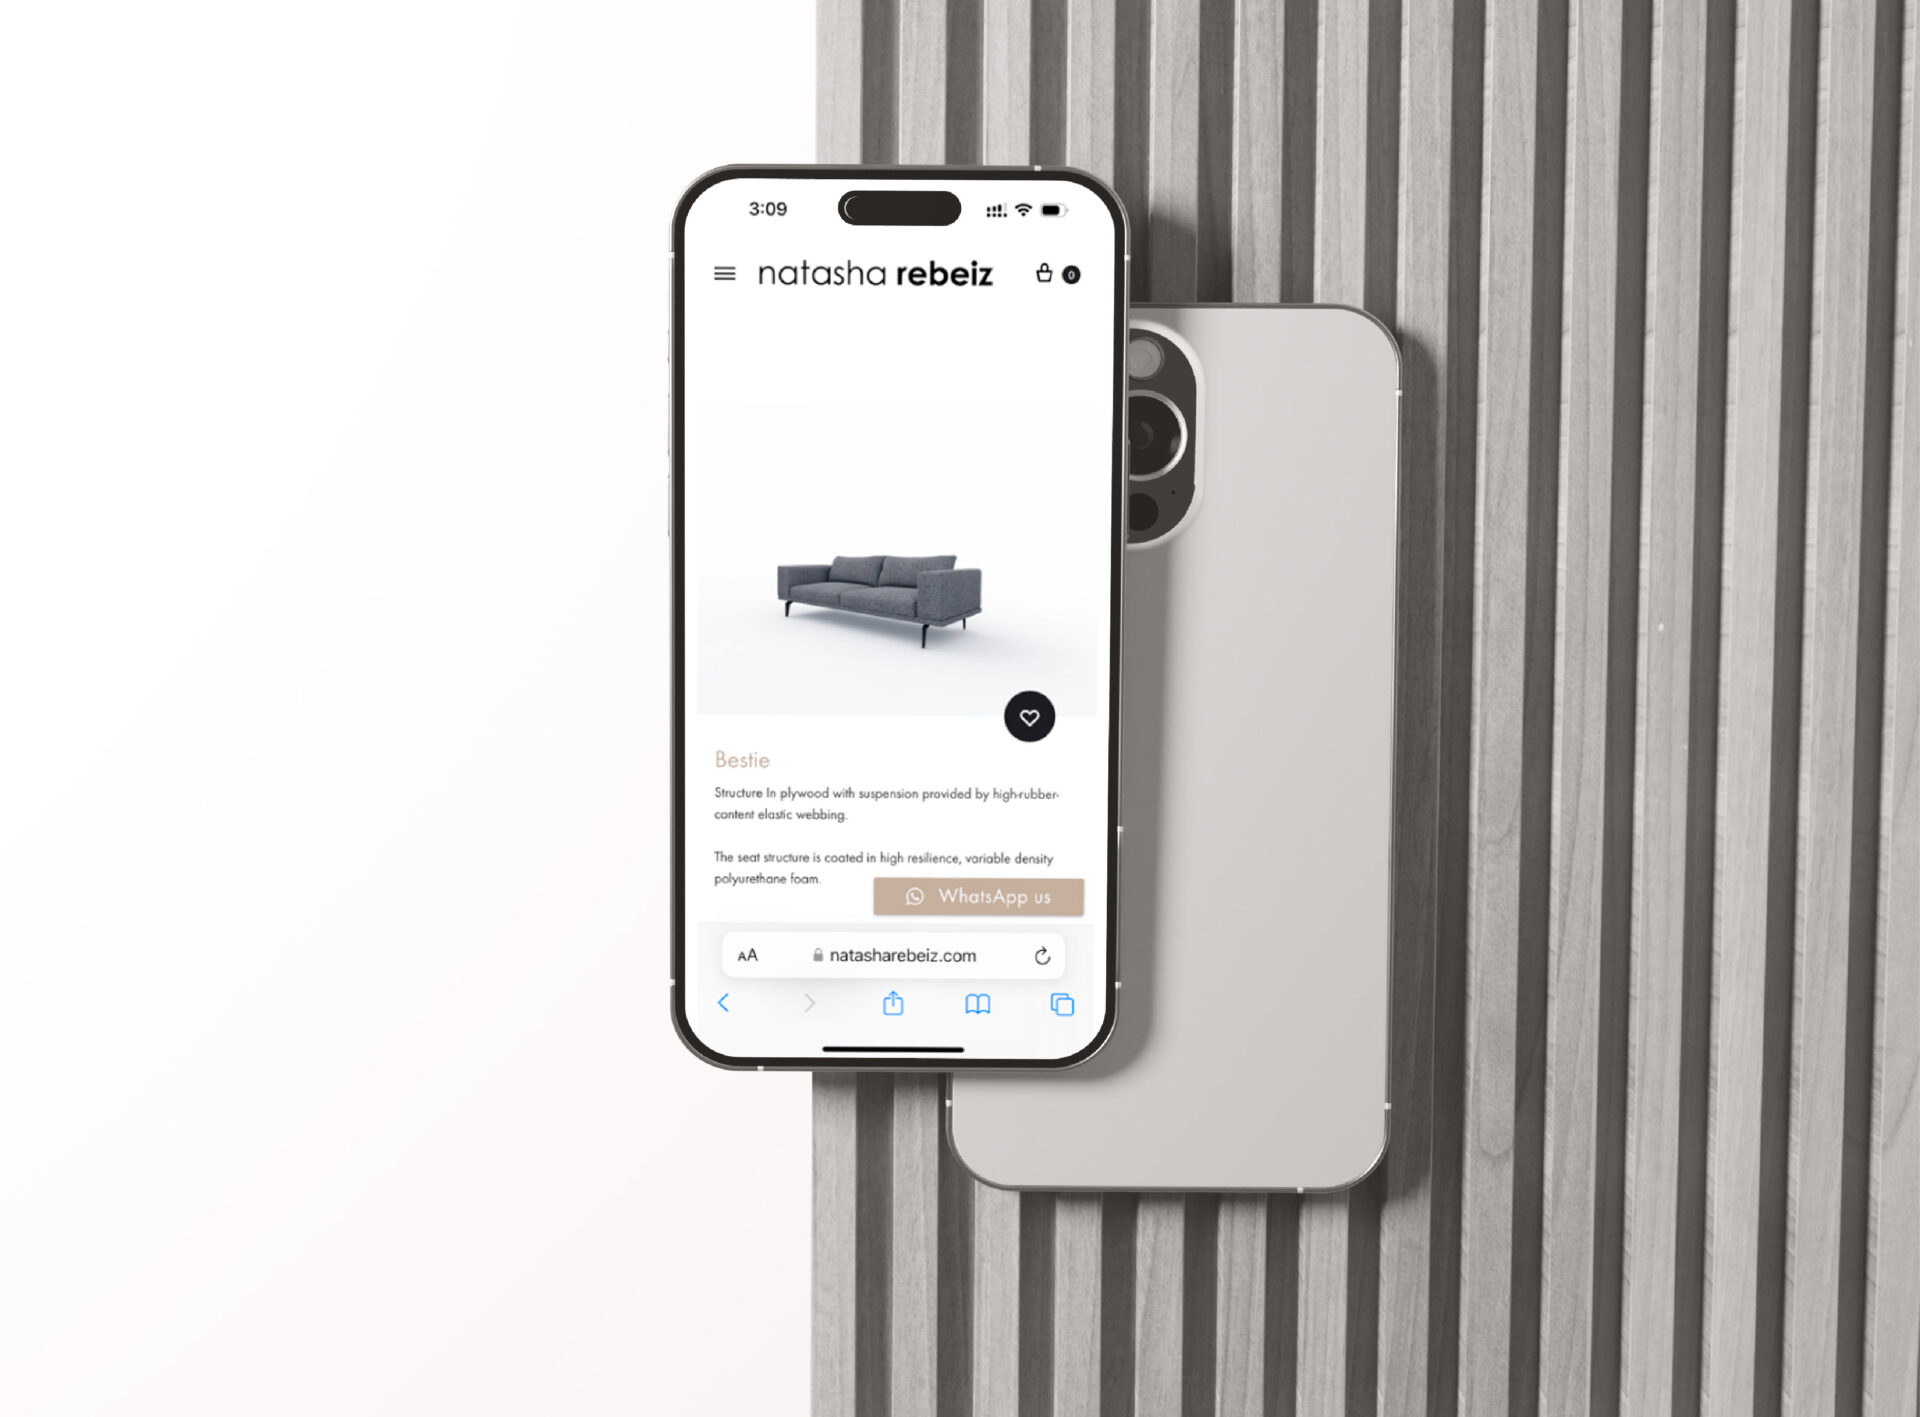 3:09
natasha rebeiz
0
Bestie
Structure In plywood with suspension provided by high-rubber-
content elastic webbing.
The seat structure is coated in high resilience, variable density
polyurethane foam.
WhatsApp us
AA
natasharebeiz.com